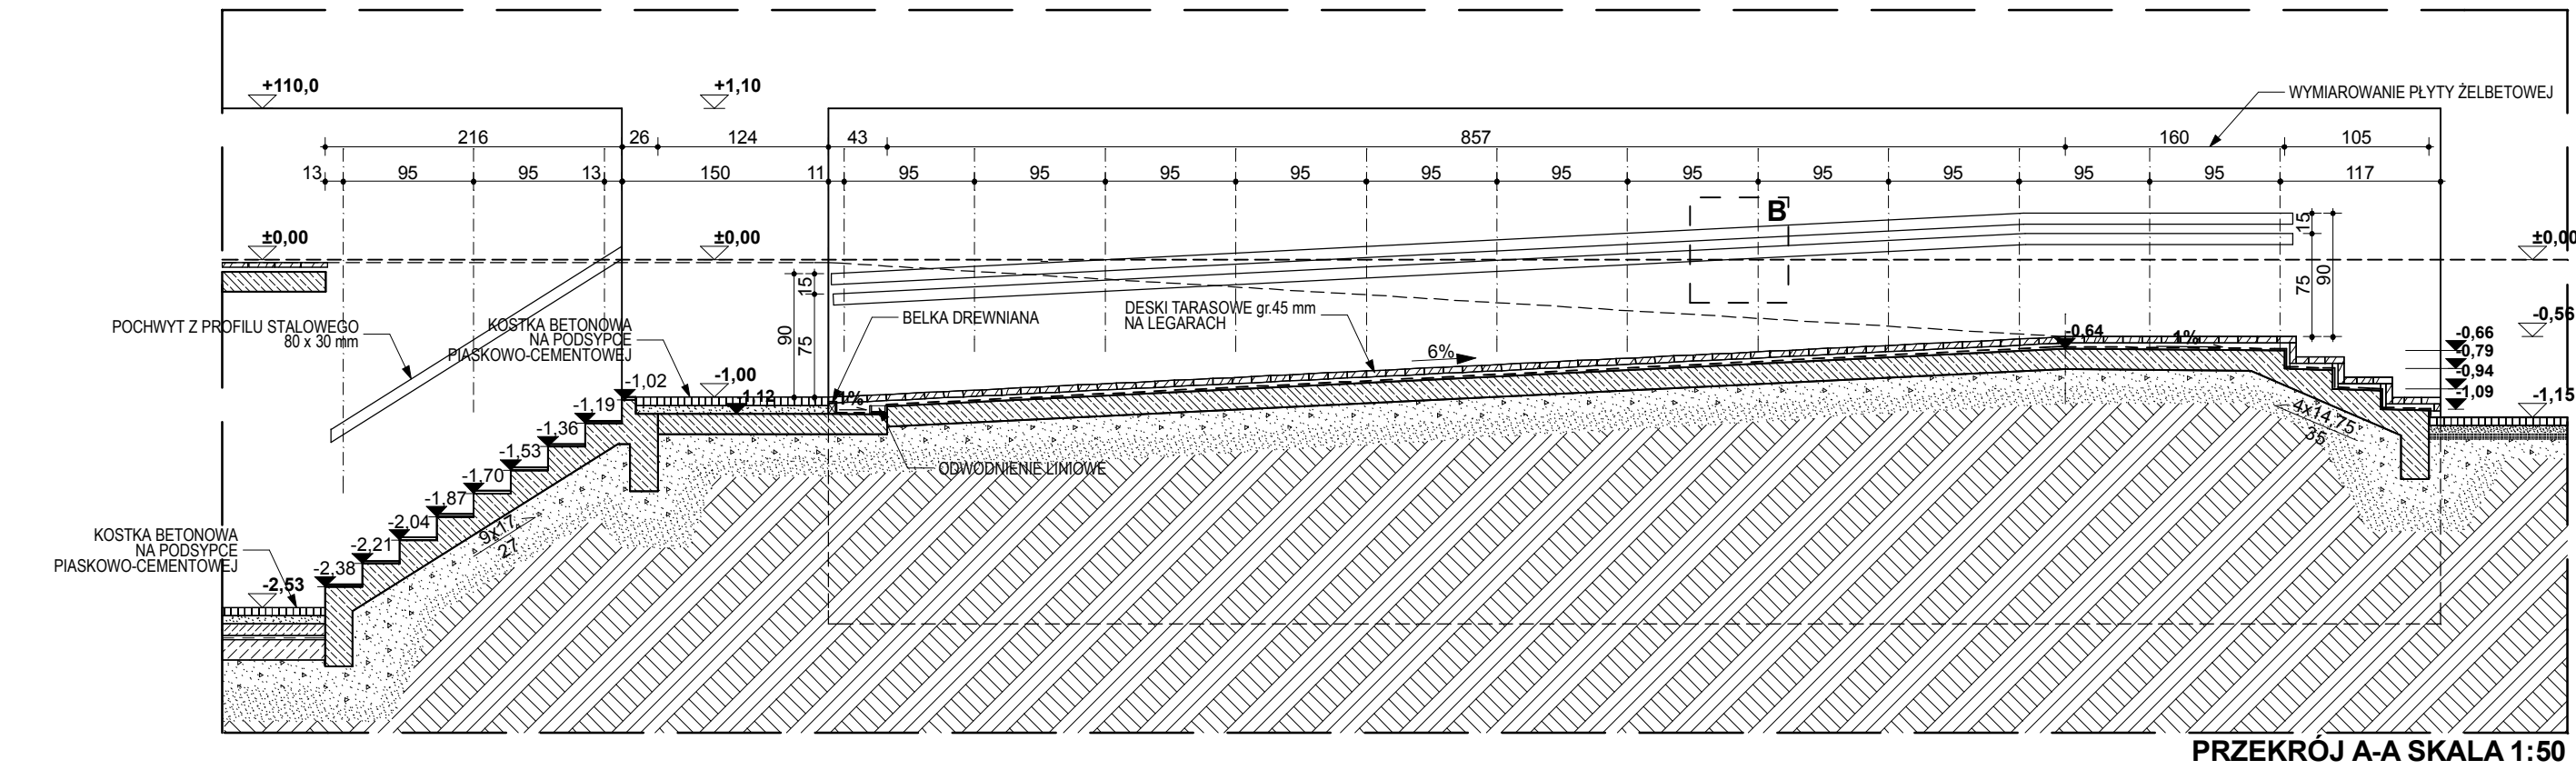 +110,0
+1,10
WYMIAROWANIE PŁYTY ŻELBETOWEJ
216 26 124 43 857 160 105
13 95 95 13 150 11 95 95 95 95 95 95 95 95 95 95 95 117
B
±0,00
±0,00
±0,00
15
75
90
15
75
90
POCHWYT Z PROFILU STALOWEGO
80 x 30 mm
KOSTKA BETONOWA
NA PODSYPCE
PIASKOWO-CEMENTOWEJ
BELKA DREWNIANA
DESKI TARASOWE gr.45 mm
NA LEGARACH
6%
-0,64
1%
-0,56
-0,66
-0,79
-0,94
-1,09
-1,15
-1,00
-1,12
1%
-1,02
-1,19
-1,36
-1,53
-1,70
-1,87
-2,04
-2,21
-2,38
-2,53
4x14,75
35
ODWODNIENIE LINIOWE
9x17
27
KOSTKA BETONOWA
NA PODSYPCE
PIASKOWO-CEMENTOWEJ
PRZEKRÓJ A-A SKALA 1:50